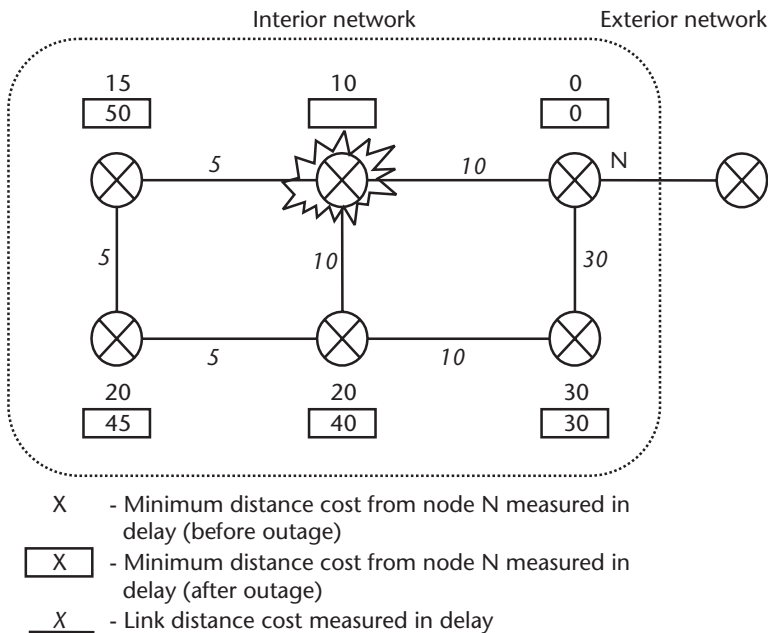 Interior network Exterior network
15 10 0
50 0
5 10 N
5 10 30
5 10
20 20 30
45 40 30
X - Minimum distance cost from node N measured in
delay (before outage)
X - Minimum distance cost from node N measured in
delay (after outage)
X - Link distance cost measured in delay